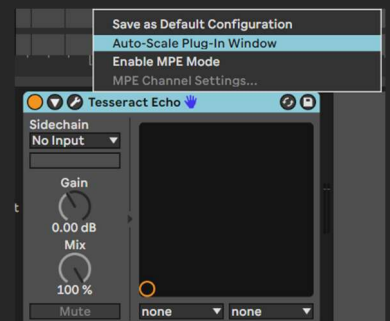 Save as Default Configuration
Auto-Scale Plug-In Window
Enable MPE Mode
MPE Channel Settings...
Tesseract Echo
Sidechain
No Input
Gain
t
0.00 dB
Mix
100 %
Mute
none
none